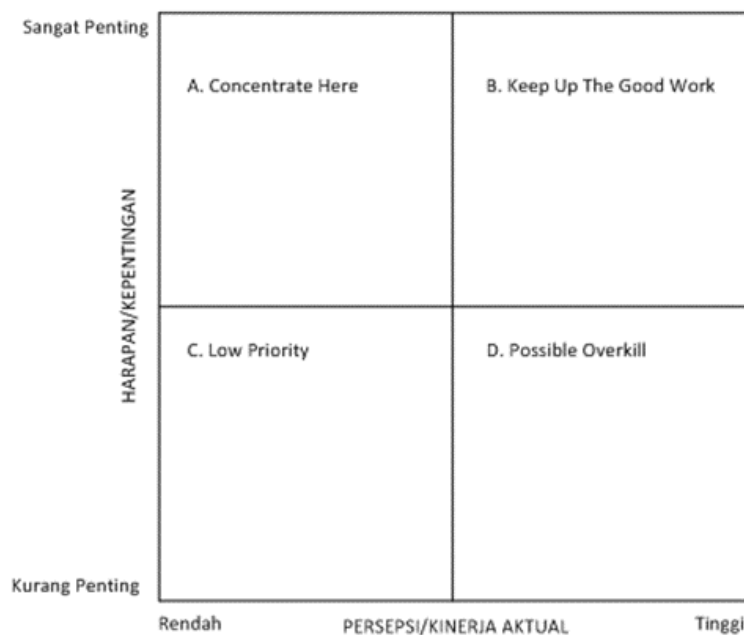 Sangat Penting
A. Concentrate Here
B. Keep Up The Good Work
HARAPAN/KEPENTINGAN
C. Low Priority
D. Possible Overkill
Kurang Penting
Rendah
PERSEPSI/KINERJA AKTUAL
Tinggi